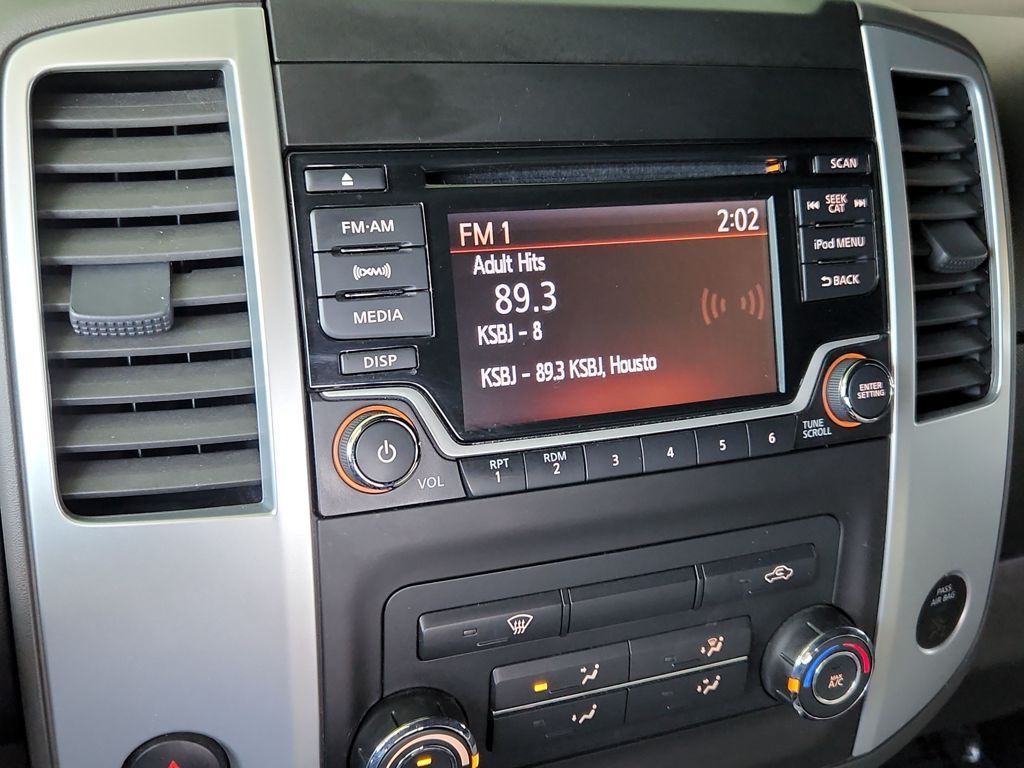 SCAN
FM·AM
SEEK
CAT
FM 1 2:02
(((XM)))
Adult Hits
iPod MENU
89.3
MEDIA
BACK
KSBJ - 8
DISP
KSBJ - 89.3 KSBJ, Housto
ENTER
SETTING
TUNE
SCROLL
VOL
RPT
1
RDM
2
3
4
5
6
PASS
AIR BAG
MAX
A/C